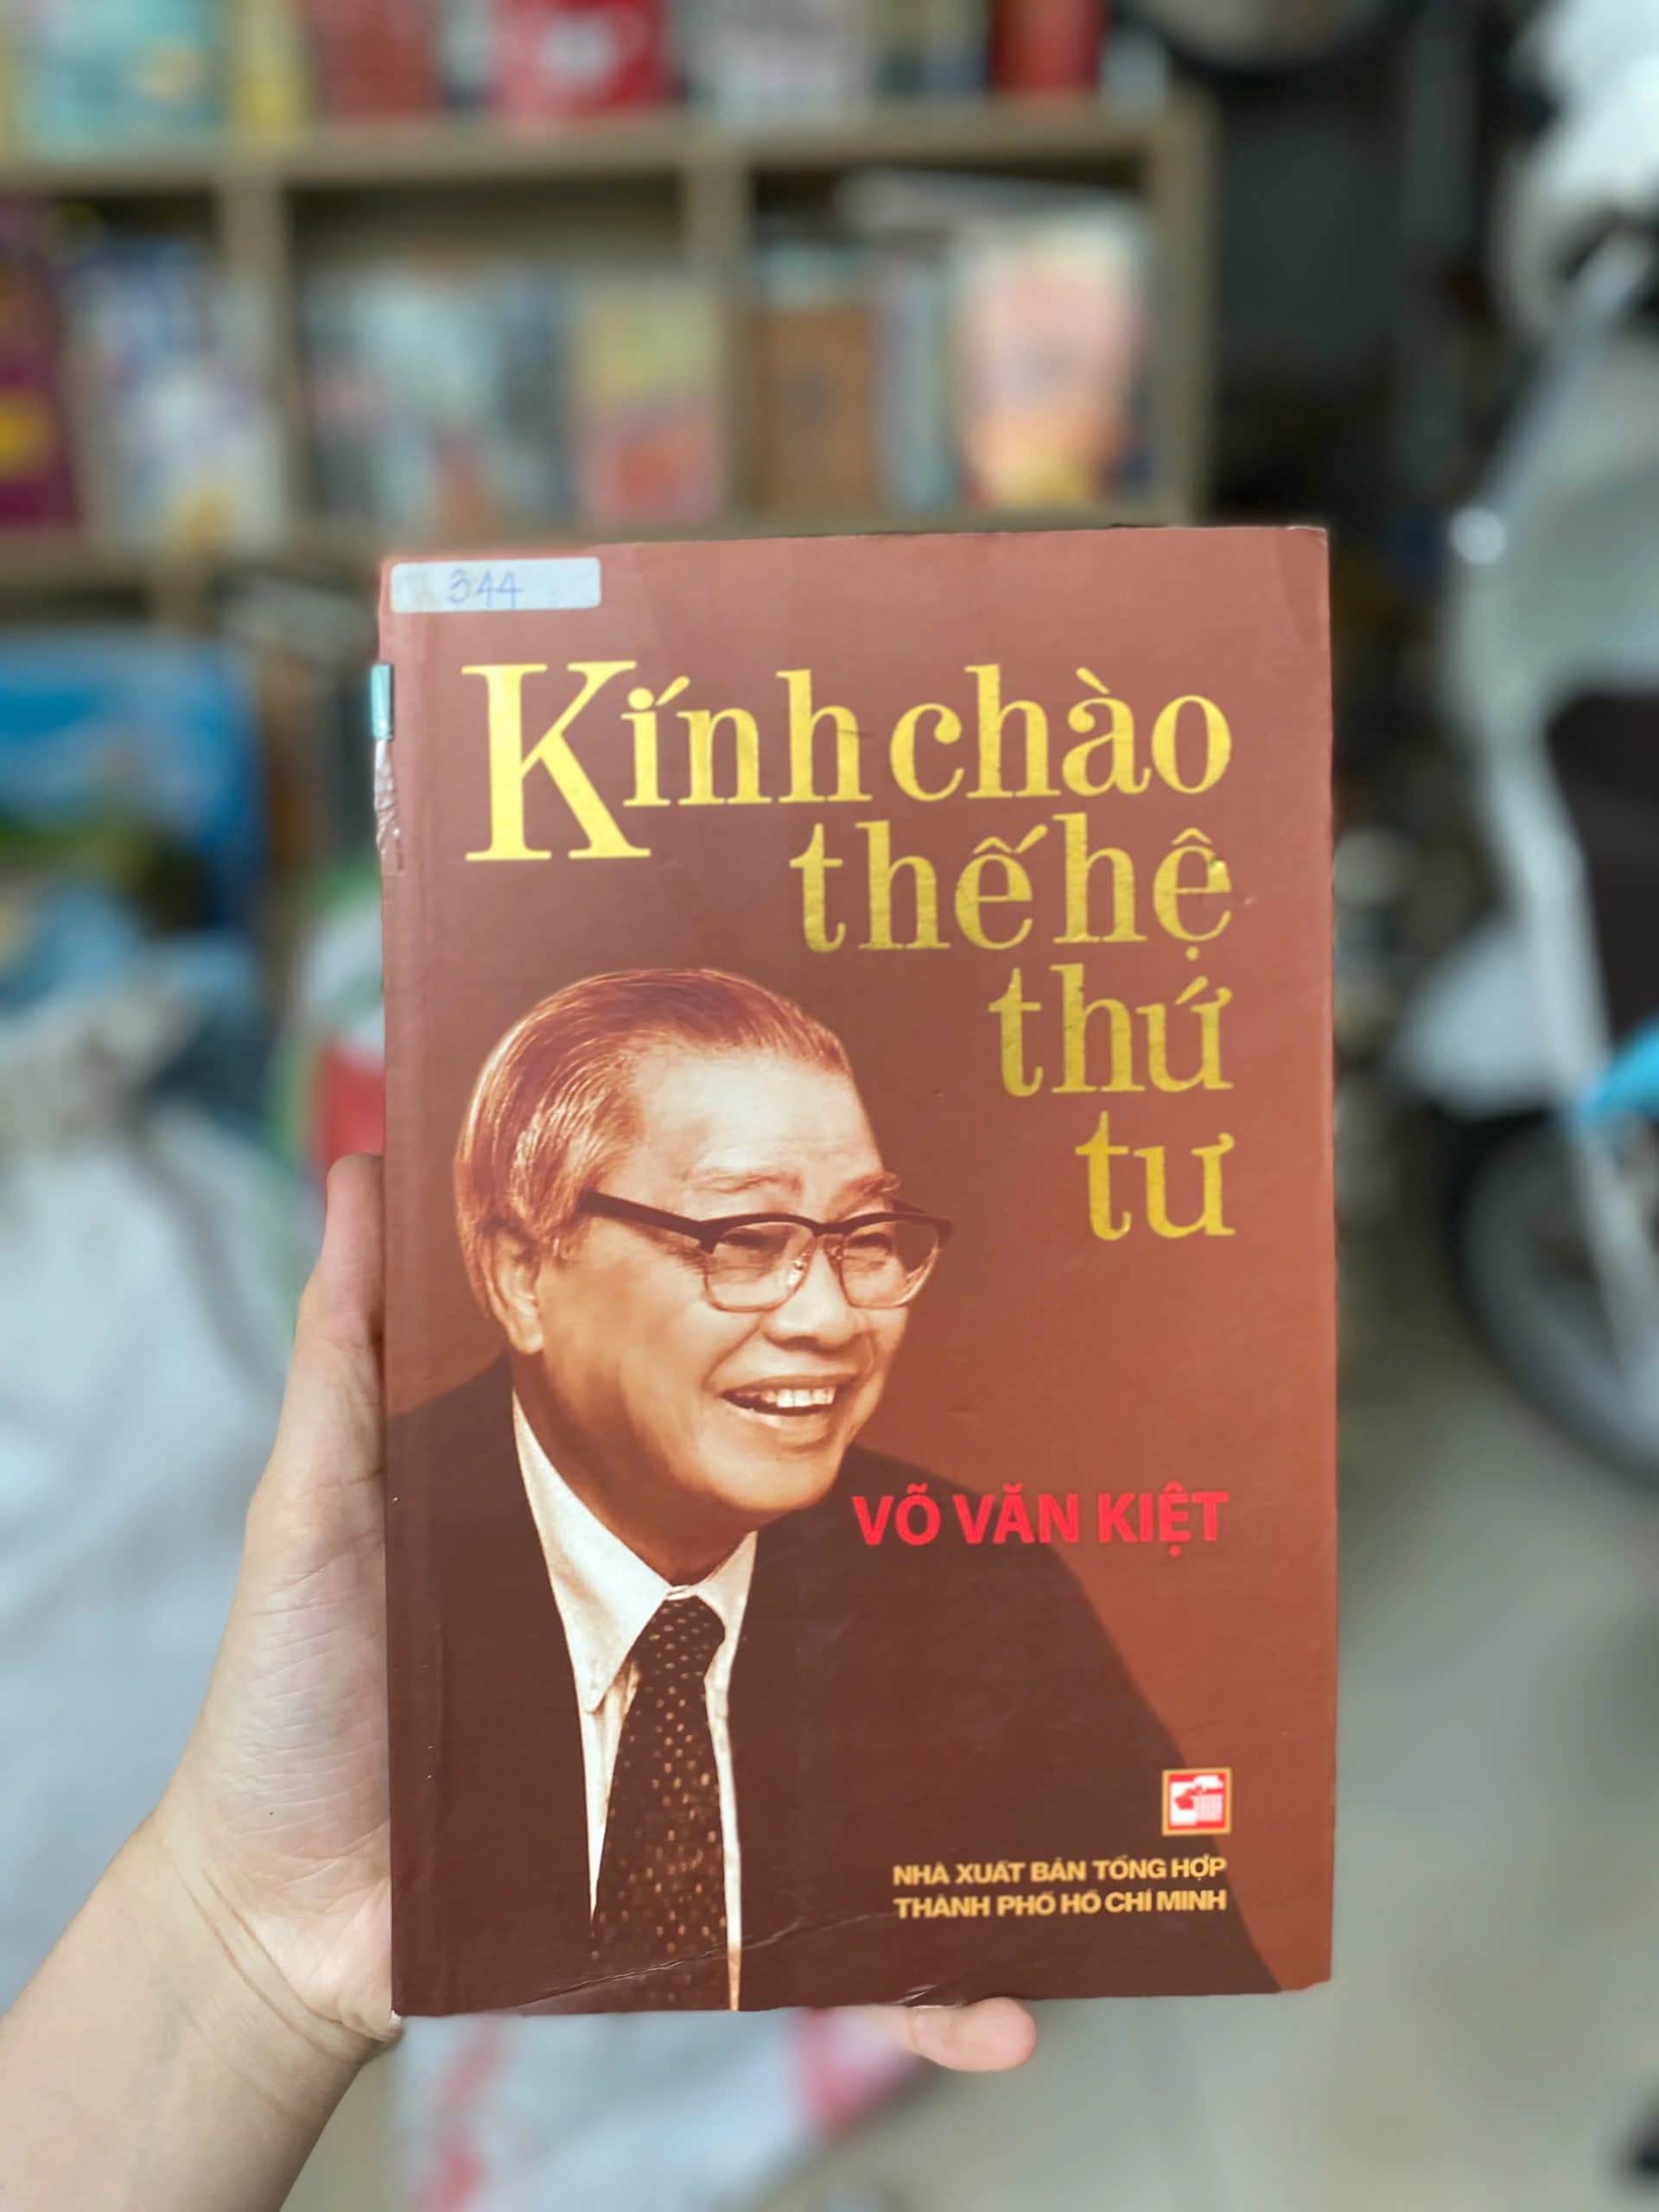 344
Kính chào
thế hệ
thứ
tư
VÕ VĂN KIỆT
NHÀ XUẤT BẢN TỔNG HỢP
THÀNH PHỐ HỒ CHÍ MINH